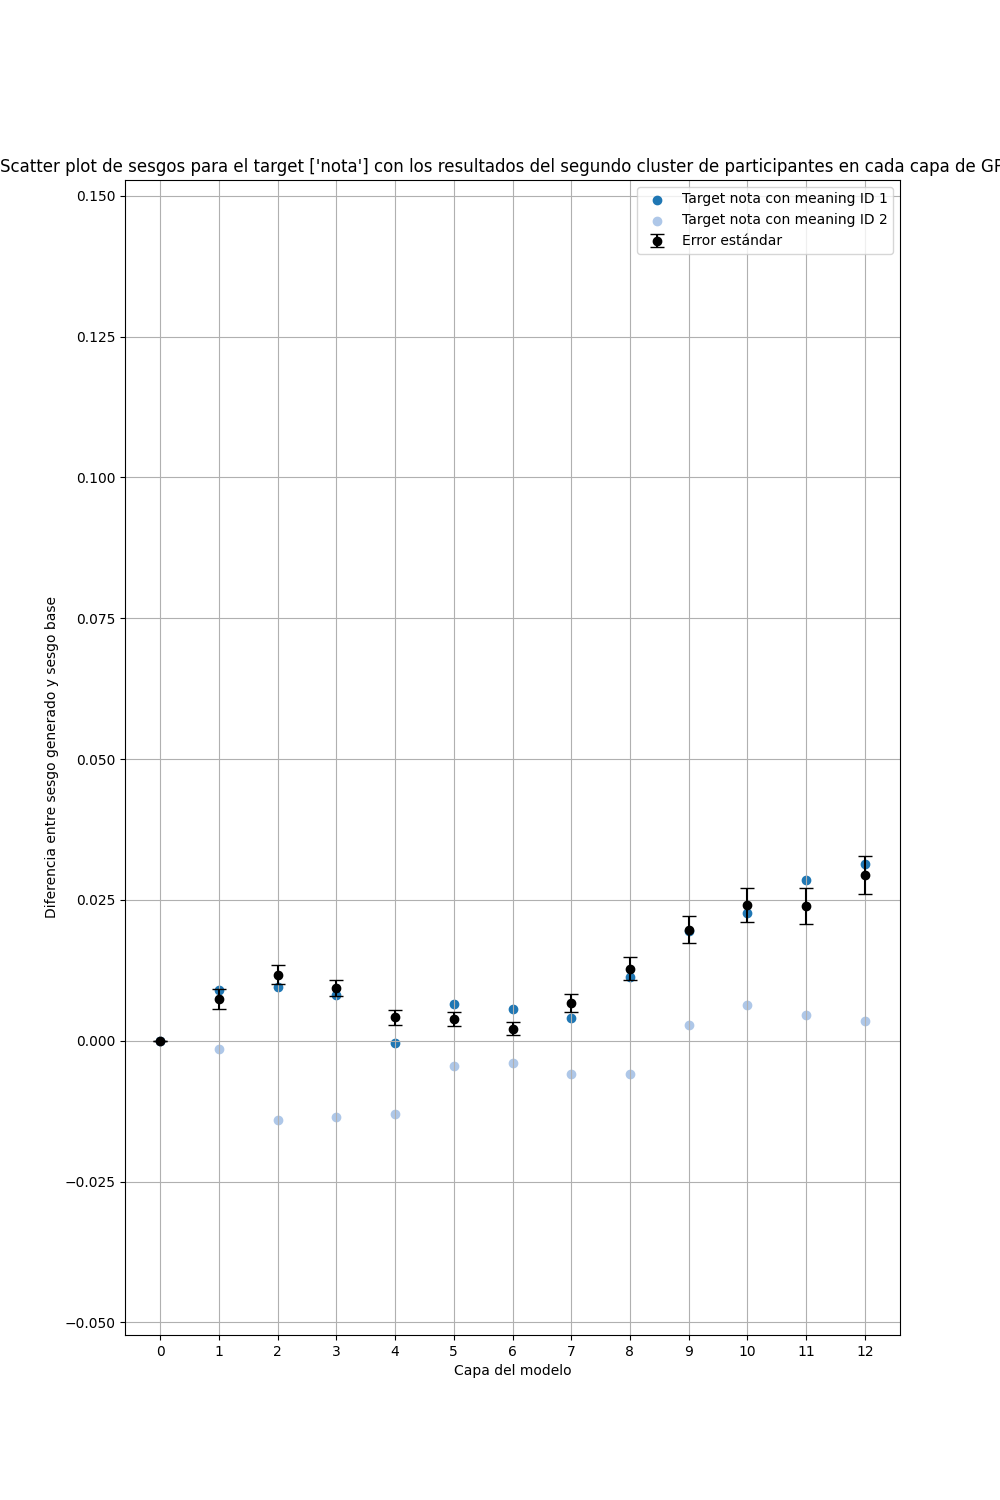 Scatter plot de sesgos para el target ['nota'] con los resultados del segundo cluster de participantes en cada capa de
Target nota con meaning ID 1
Target nota con meaning ID 2
Error estándar
Diferencia entre sesgo generado y sesgo base
0.150
0.125
0.100
0.075
0.050
0.025
0.000
−0.025
−0.050
0 1 2 3 4 5 6 7 8 9 10 11 12
Capa del modelo